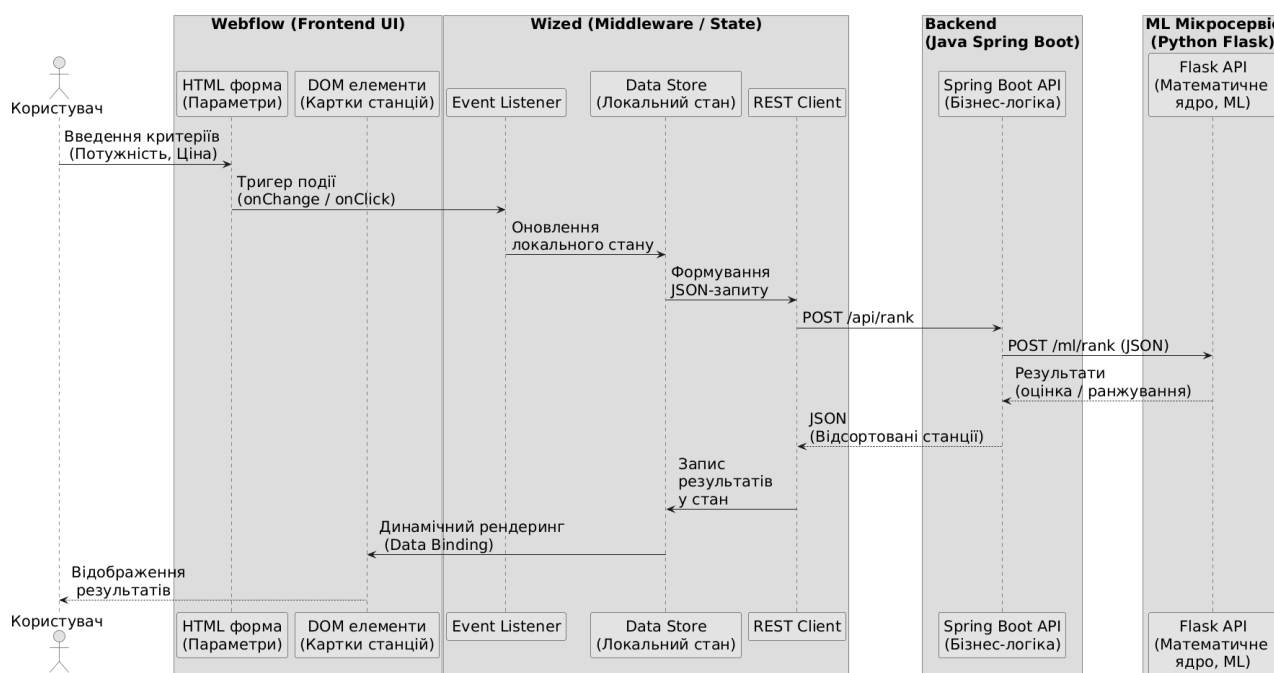 Webflow (Frontend UI)
Wized (Middleware / State)
Backend
(Java Spring Boot)
ML Мікросервіс
(Python Flask)
Користувач
HTML форма
(Параметри)
DOM елементи
(Картки станцій)
Event Listener
Data Store
(Локальний стан)
REST Client
Spring Boot API
(Бізнес-логіка)
Flask API
(Математичне
ядро, ML)
Введення критеріїв
(Потужність, Ціна)
Тригер події
(onChange / onClick)
Оновлення
локального стану
Формування
JSON-запиту
POST /api/rank
POST /ml/rank (JSON)
Результати
(оцінка / ранжування)
JSON
(Відсортовані станції)
Запис
результатів
у стан
Динамічний рендеринг
(Data Binding)
Відображення
результатів
Користувач
HTML форма
(Параметри)
DOM елементи
(Картки станцій)
Event Listener
Data Store
(Локальний стан)
REST Client
Spring Boot API
(Бізнес-логіка)
Flask API
(Математичне
ядро, ML)